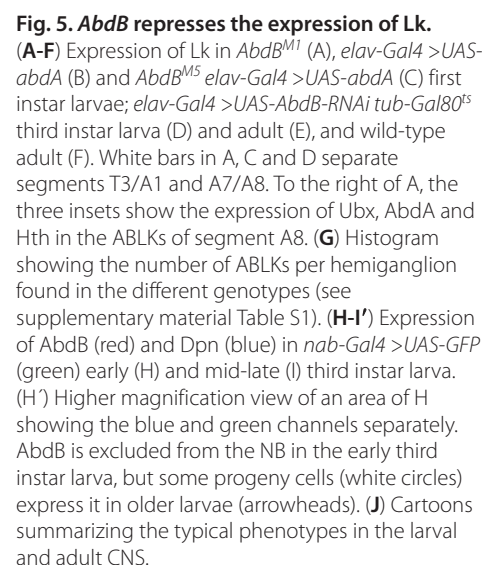 Fig. 5. AbdB represses the expression of Lk.
(A-F) Expression of Lk in AbdBM1 (A), elav-Gal4 >UAS-
abdA (B) and AbdBM5 elav-Gal4 >UAS-abdA (C) first
instar larvae; elav-Gal4 >UAS-AbdB-RNAi tub-Gal80ts
third instar larva (D) and adult (E), and wild-type
adult (F). White bars in A, C and D separate
segments T3/A1 and A7/A8. To the right of A, the
three insets show the expression of Ubx, AbdA and
Hth in the ABLKs of segment A8. (G) Histogram
showing the number of ABLKs per hemiganglion
found in the different genotypes (see
supplementary material Table S1). (H-I′) Expression
of AbdB (red) and Dpn (blue) in nab-Gal4 >UAS-GFP
(green) early (H) and mid-late (I) third instar larva.
(H´) Higher magnification view of an area of H
showing the blue and green channels separately.
AbdB is excluded from the NB in the early third
instar larva, but some progeny cells (white circles)
express it in older larvae (arrowheads). (J) Cartoons
summarizing the typical phenotypes in the larval
and adult CNS.